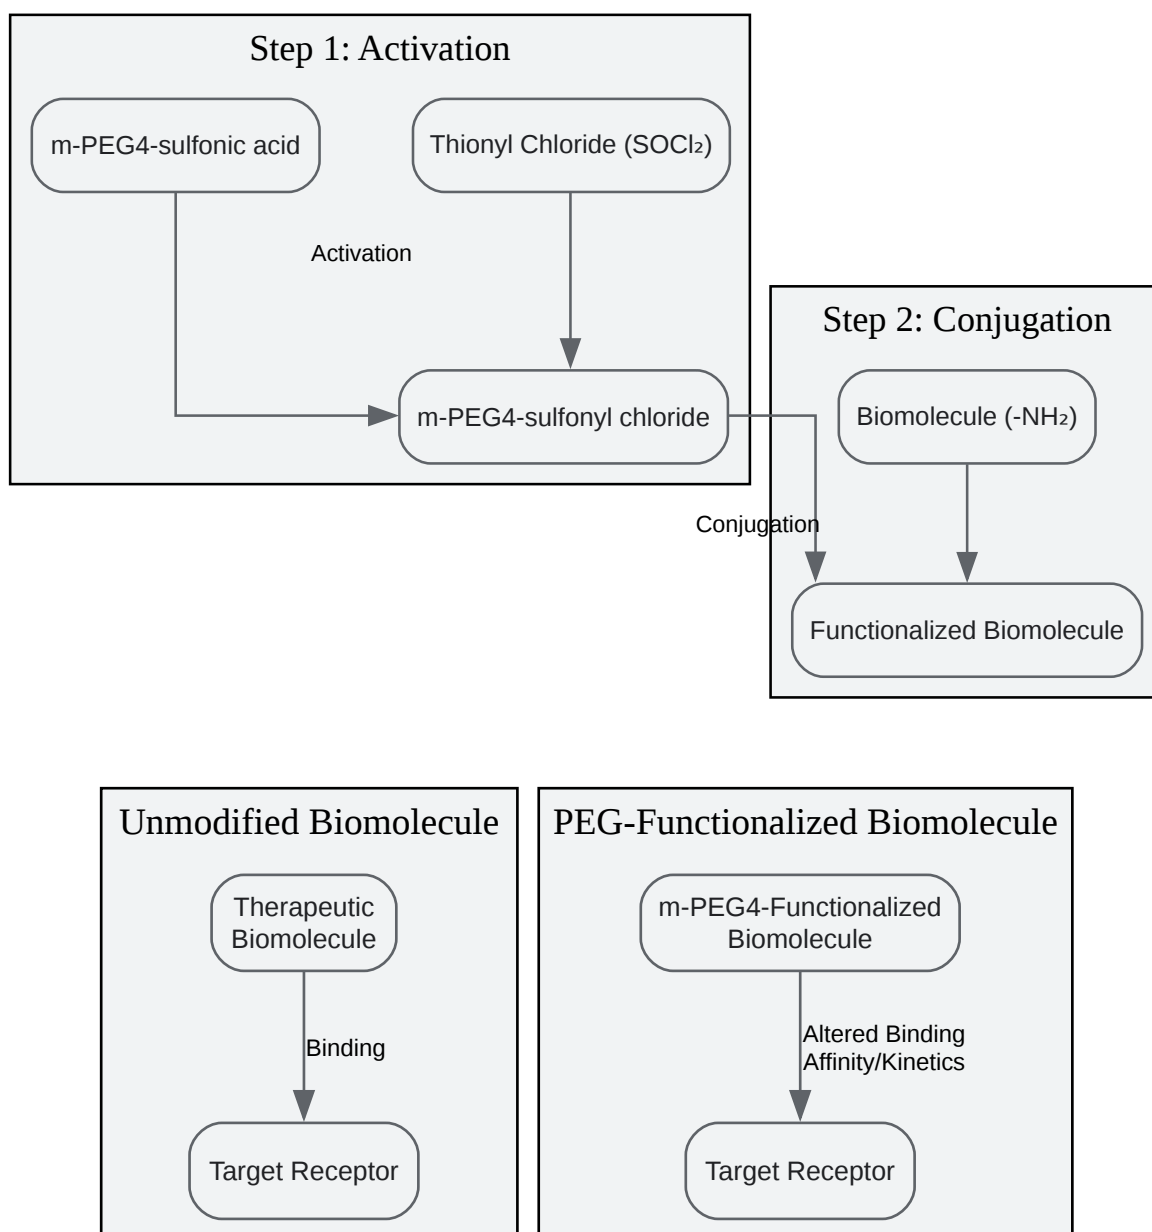 Step 1: Activation
m-PEG4-sulfonic acid
Thionyl Chloride (SOCl₂)
Activation
m-PEG4-sulfonyl chloride
Step 2: Conjugation
Biomolecule (-NH₂)
Conjugation
Functionalized Biomolecule
Unmodified Biomolecule
Therapeutic
Biomolecule
Binding
Target Receptor
PEG-Functionalized Biomolecule
m-PEG4-Functionalized
Biomolecule
Altered Binding
Affinity/Kinetics
Target Receptor